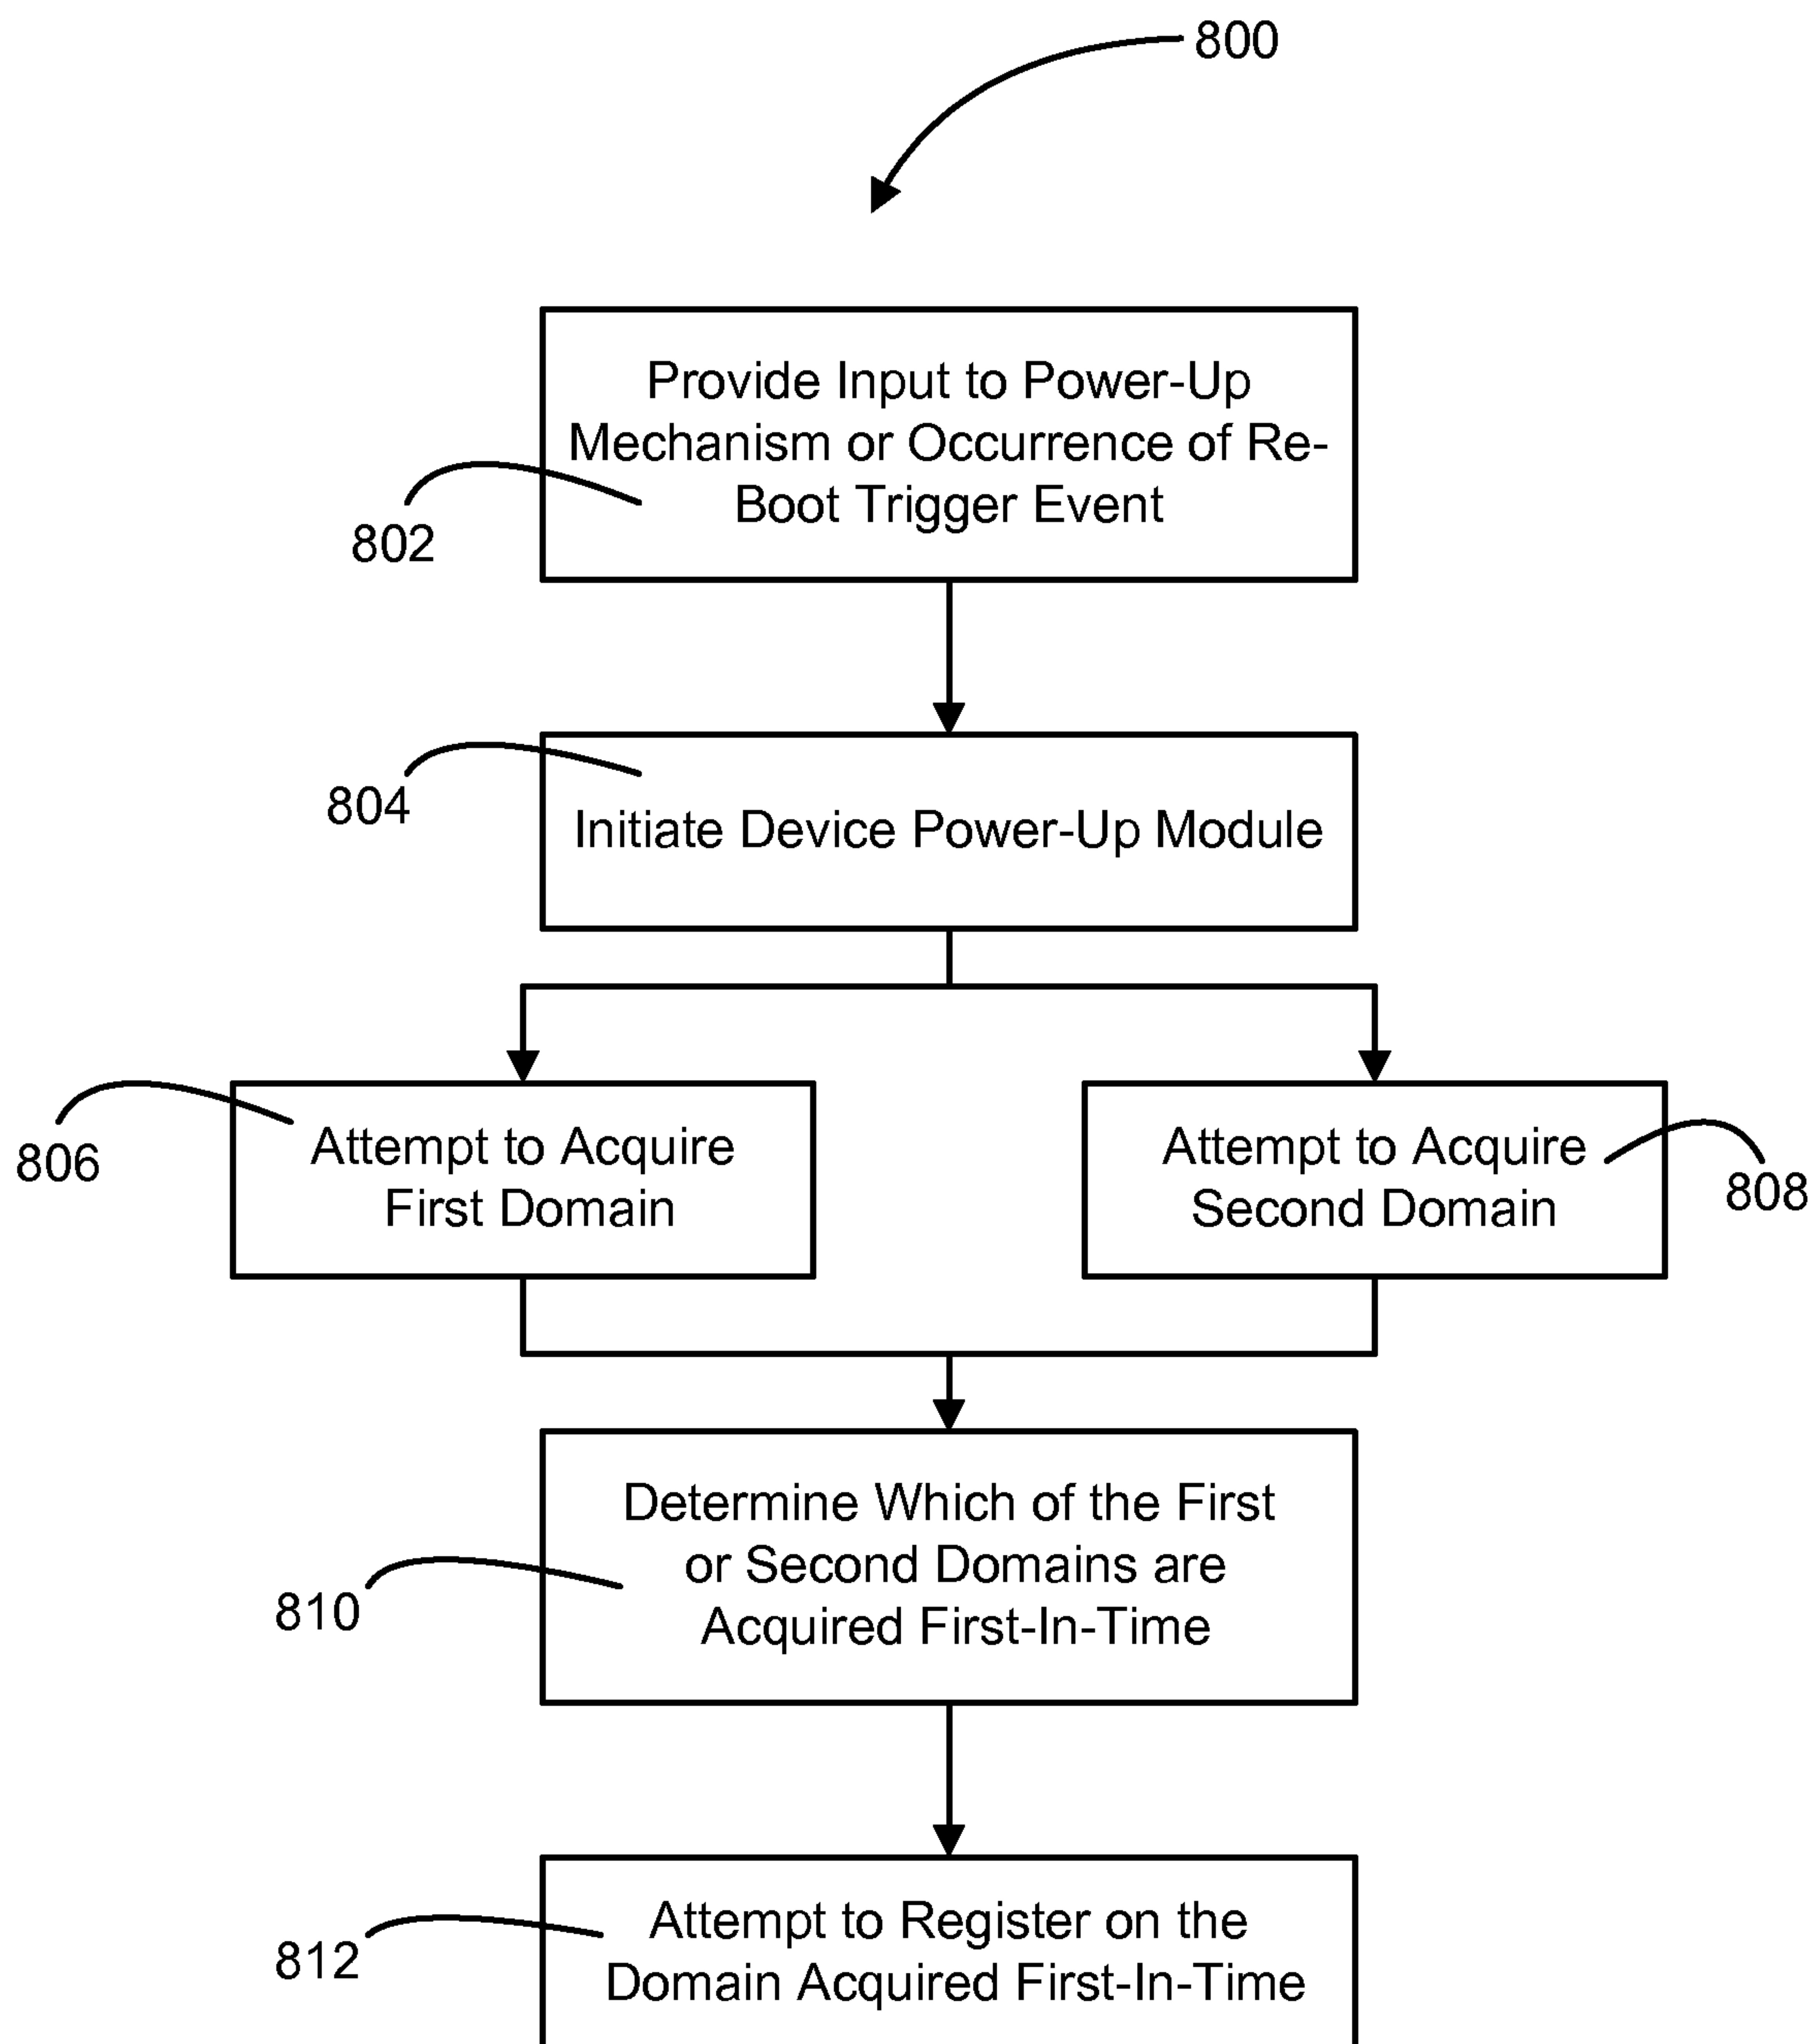 800
Provide Input to Power-Up
Mechanism or Occurrence of Re-
Boot Trigger Event
802
804
Initiate Device Power-Up Module
806
Attempt to Acquire
First Domain
Attempt to Acquire
Second Domain
808
Determine Which of the First
or Second Domains are
Acquired First-In-Time
810
Attempt to Register on the
Domain Acquired First-In-Time
812